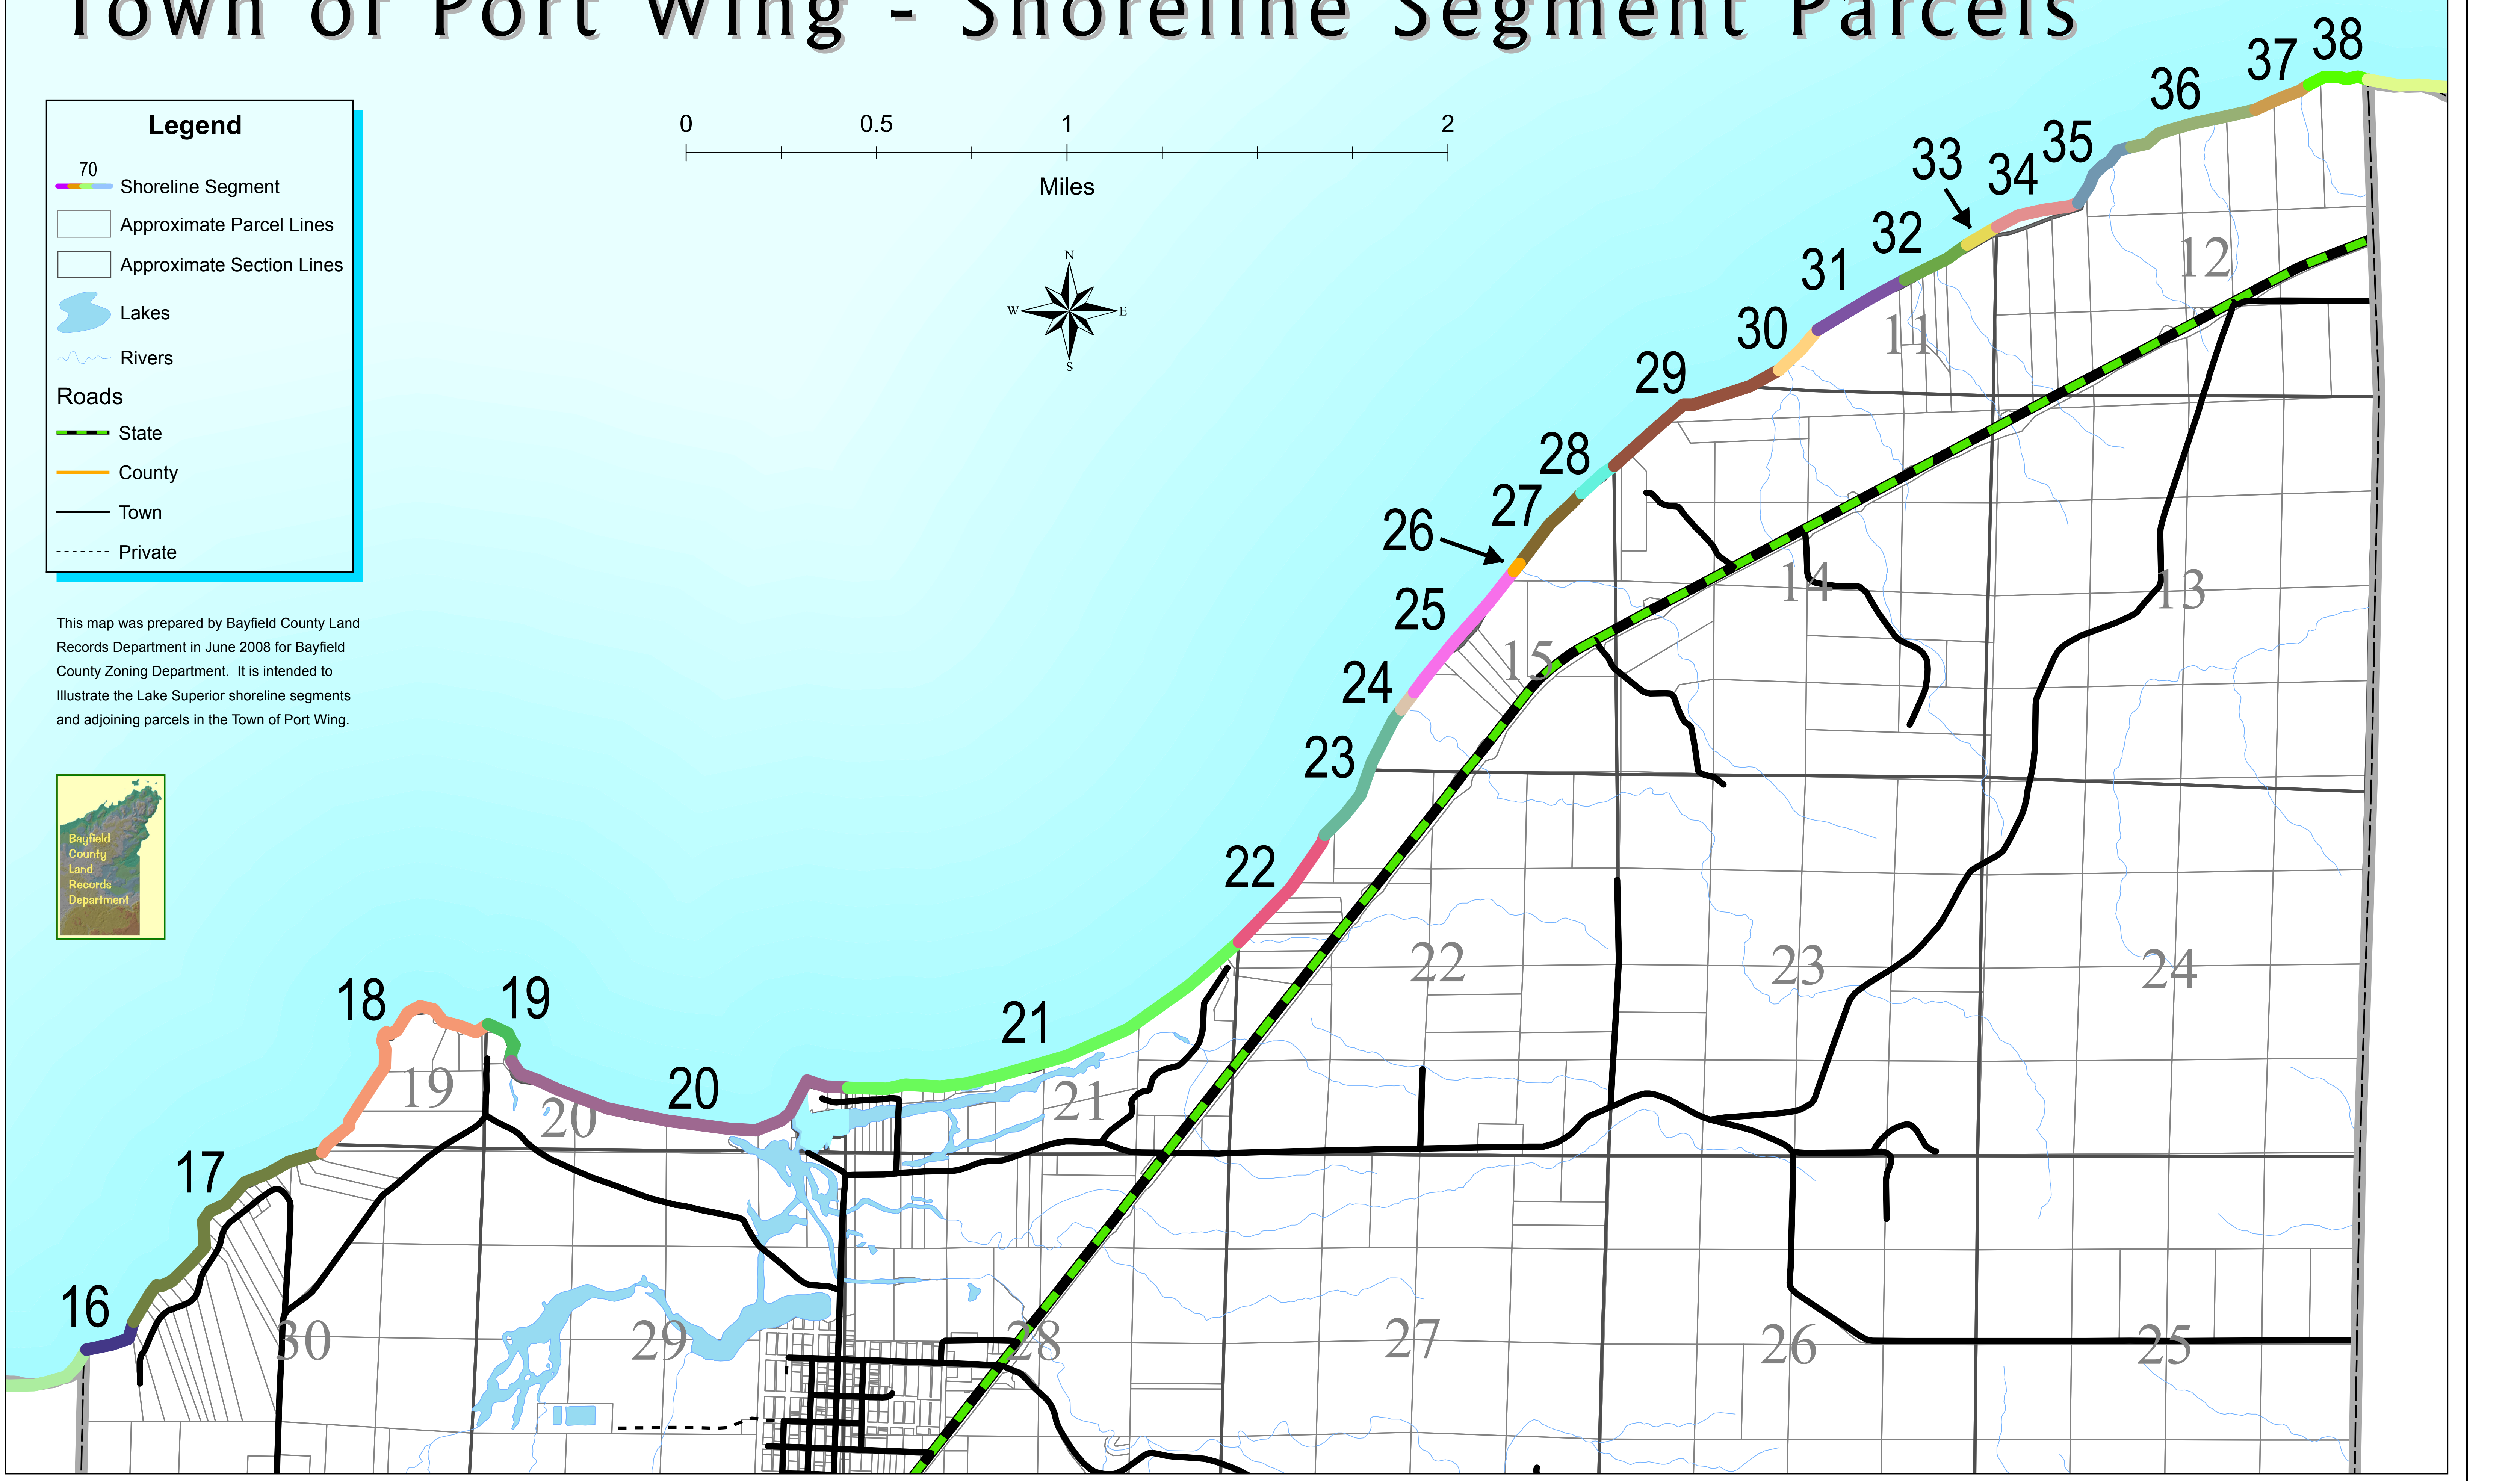 Town of Port Wing - Shoreline Segment Parcels
Legend
70
Shoreline Segment
Approximate Parcel Lines
Approximate Section Lines
Lakes
Rivers
Roads
State
County
Town
Private
This map was prepared by Bayfield County Land
Records Department in June 2008 for Bayfield
County Zoning Department. It is intended to
Illustrate the Lake Superior shoreline segments
and adjoining parcels in the Town of Port Wing.
Bayfield
County
Land
Records
Department
0 0.5 1 2
Miles
N
W E
S
38
37
36
35
34
33
32
31
30
29
28
27
26
25
24
23
22
21
20
19
18
17
16
12
11
14
13
15
22
23
24
19
20
21
30
29
28
27
26
25